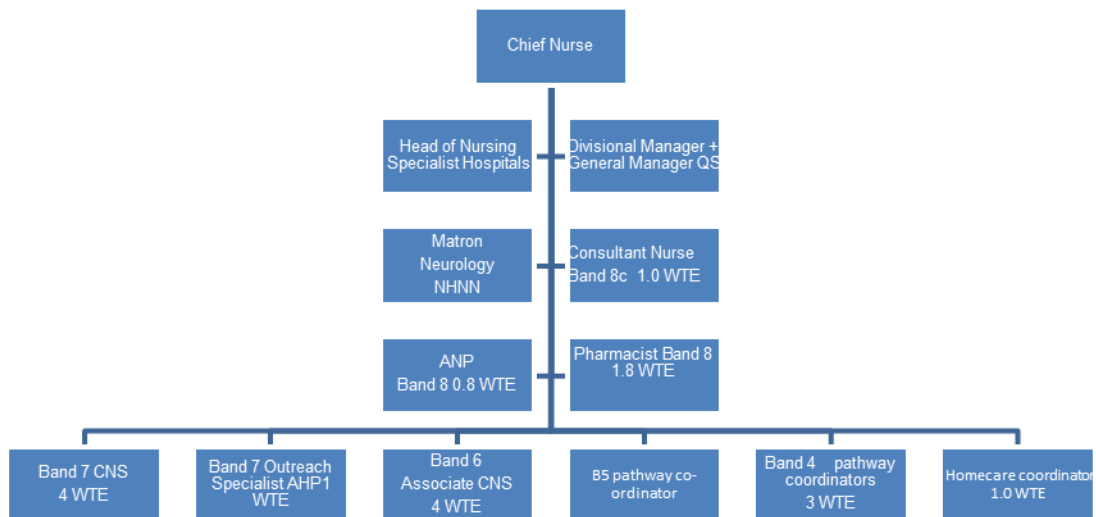 Chief Nurse
Head of Nursing
Specialist Hospitals
Divisional Manager +
General Manager QS
Matron
Neurology
NHNN
Consultant Nurse
Band 8c 1.0 WTE
ANP
Band 8 0.8 WTE
Pharmacist Band 8
1.8 WTE
Band 7 CNS
4 WTE
Band 7 Outreach
Specialist AHP1
WTE
Band 6
Associate CNS
4 WTE
B5 pathway co-
ordinator
Band 4 pathway
coordinators
3 WTE
Homecare coordinator
1.0 WTE